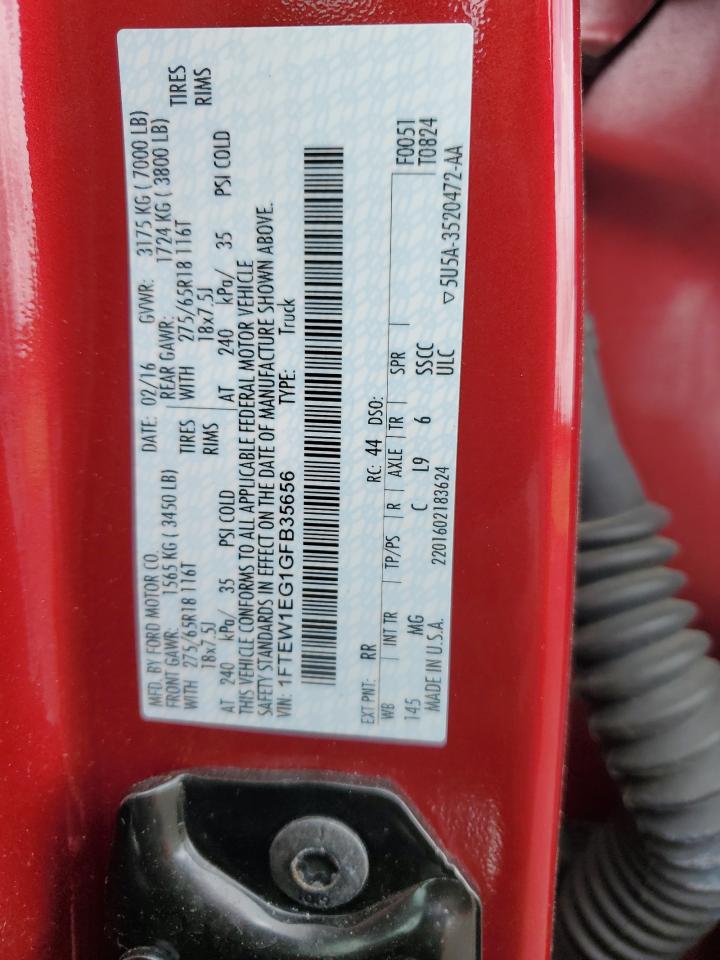 MFD. BY FORD MOTOR CO.
DATE: 02/16 GVWR: 3175 KG ( 7000 LB)
FRONT GAWR: 1565 KG ( 3450 LB) REAR GAWR: 1724 KG ( 3800 LB)
WITH 275/65R18 116T TIRES WITH 275/65R18 116T TIRES
18x7.5J RIMS 18x7.5J RIMS
AT 240 kPa/ 35 PSI COLD AT 240 kPa/ 35 PSI COLD
THIS VEHICLE CONFORMS TO ALL APPLICABLE FEDERAL MOTOR VEHICLE
SAFETY STANDARDS IN EFFECT ON THE DATE OF MANUFACTURE SHOWN ABOVE.
VIN: 1FTEW1EG1GFB35656 TYPE: Truck
EXT PNT: RR RC: 44 DSO: F0051
WB INT TR TP/PS R AXLE TR SPR T0824
145 MG C L9 6 SSCC
MADE IN U.S.A. 2201602183624 ULC ▽5U5A-3520472-AA